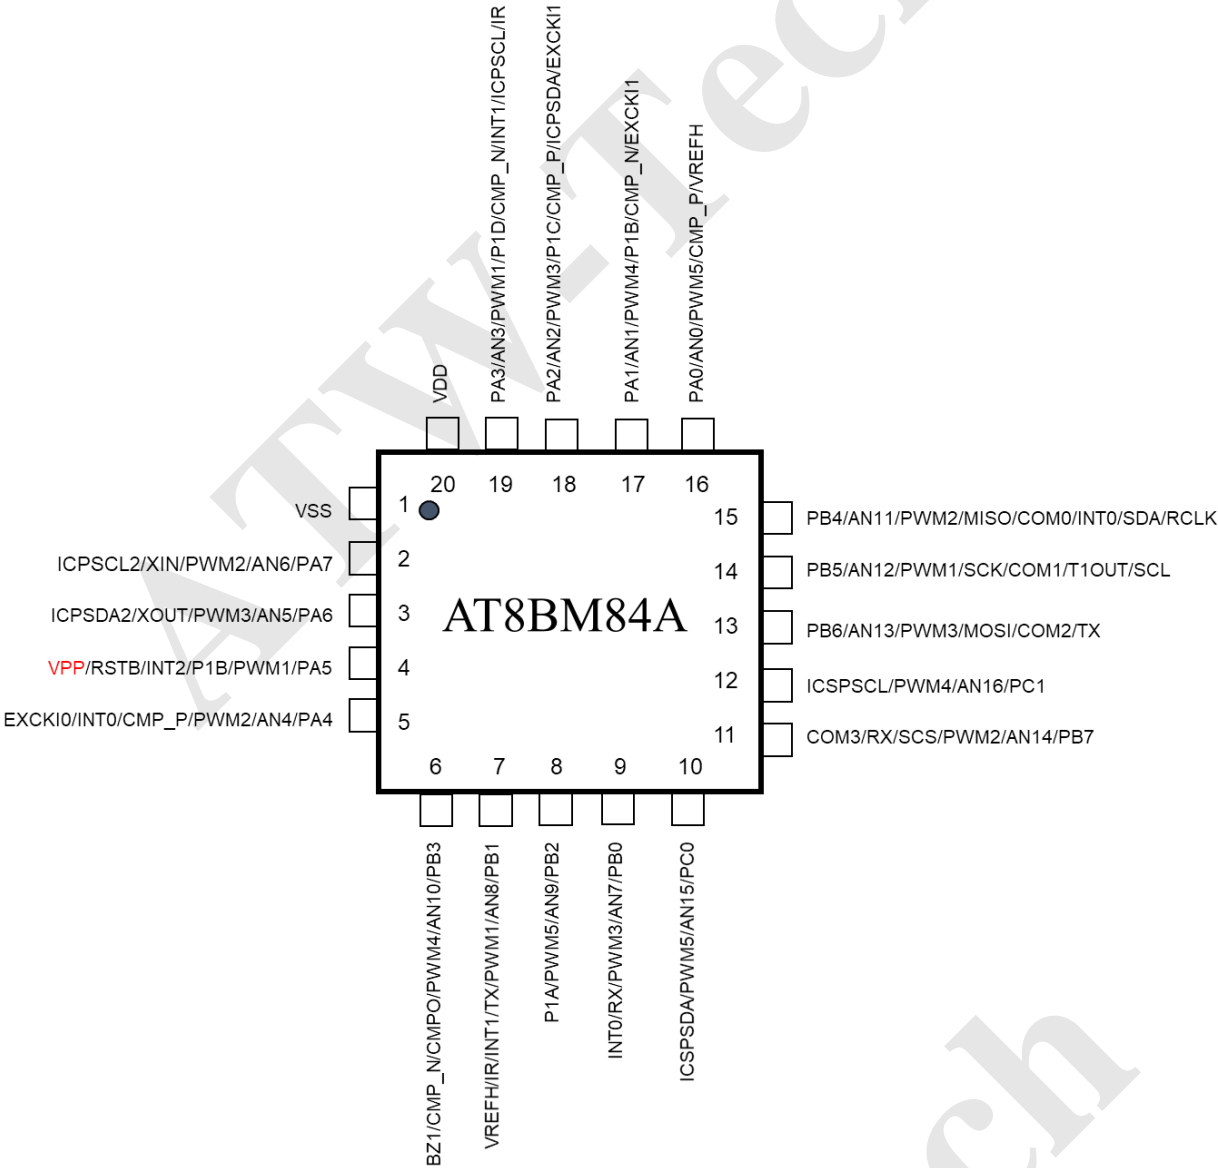 PA3/AN3/PWM1/P1D/CMP_N/INT1/ICPSCL/IR
PA2/AN2/PWM3/P1C/CMP_P/ICPSDA/EXCKI1
PA1/AN1/PWM4/P1B/CMP_N/EXCKI1
PA0/AN0/PWM5/CMP_P/VREFH
VDD
20 19 18 17 16
VSS
1
15
PB4/AN11/PWM2/MISO/COM0/INT0/SDA/RCLK
ICPSCL2/XIN/PWM2/AN6/PA7
2
14
PB5/AN12/PWM1/SCK/COM1/T1OUT/SCL
ICPSDA2/XOUT/PWM3/AN5/PA6
3
AT8BM84A
13
PB6/AN13/PWM3/MOSI/COM2/TX
VPP/RSTB/INT2/P1B/PWM1/PA5
4
12
ICSPSCL/PWM4/AN16/PC1
EXCKI0/INT0/CMP_P/PWM2/AN4/PA4
5
11
COM3/RX/SCS/PWM2/AN14/PB7
6 7 8 9 10
BZ1/CMP_N/CMPO/PWM4/AN10/PB3
VREFH/IR/INT1/TX/PWM1/AN8/PB1
P1A/PWM5/AN9/PB2
INT0/RX/PWM3/AN7/PB0
ICSPSDA/PWM5/AN15/PC0
ATW-Tech
ch